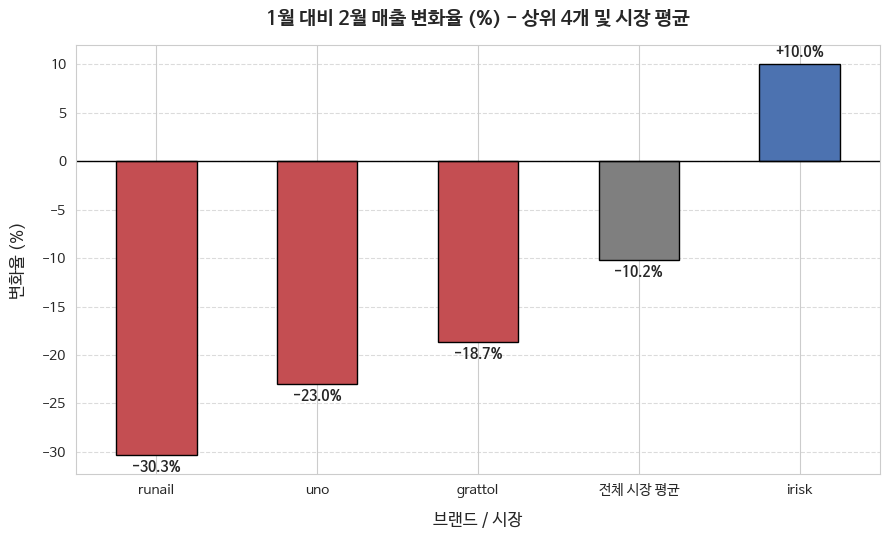 1월 대비 2월 매출 변화율 (%) - 상위 4개 및 시장 평균
변화율 (%)
10
5
0
-5
-10
-15
-20
-25
-30
-30.3%
-23.0%
-18.7%
-10.2%
+10.0%
runail
uno
grattol
전체 시장 평균
irisk
브랜드 / 시장